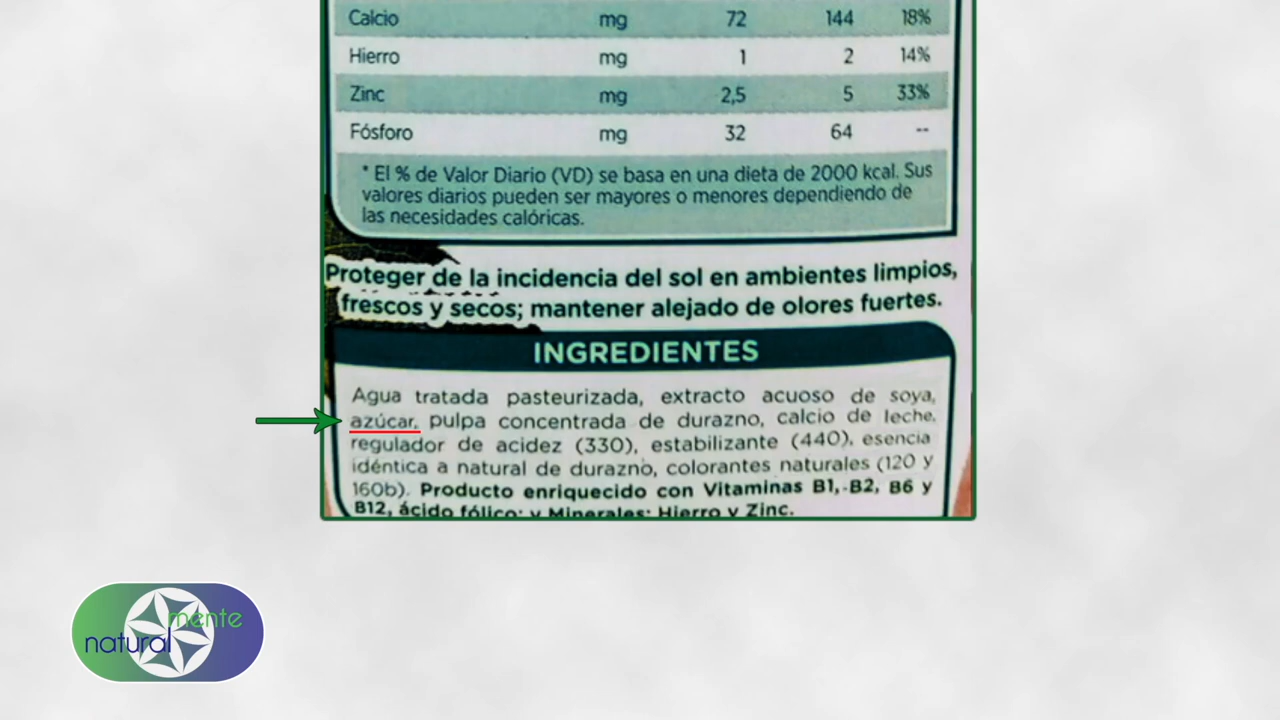 Calcio mg 72 144 18%
Hierro mg 1 2 14%
Zinc mg 2,5 5 33%
Fósforo mg 32 64 --
* El % de Valor Diario (VD) se basa en una dieta de 2000 kcal. Sus
valores diarios pueden ser mayores o menores dependiendo de
las necesidades calóricas.
Proteger de la incidencia del sol en ambientes limpios,
frescos y secos; mantener alejado de olores fuertes.
INGREDIENTES
Agua tratada pasteurizada, extracto acuoso de soya,
azúcar, pulpa concentrada de durazno, calcio de leche,
regulador de acidez (330), estabilizante (440), esencia
idéntica a natural de durazno, colorantes naturales (120 y
160b). Producto enriquecido con Vitaminas B1, B2, B6 y
B12, ácido fólico; y Minerales: Hierro y Zinc.
natural mente